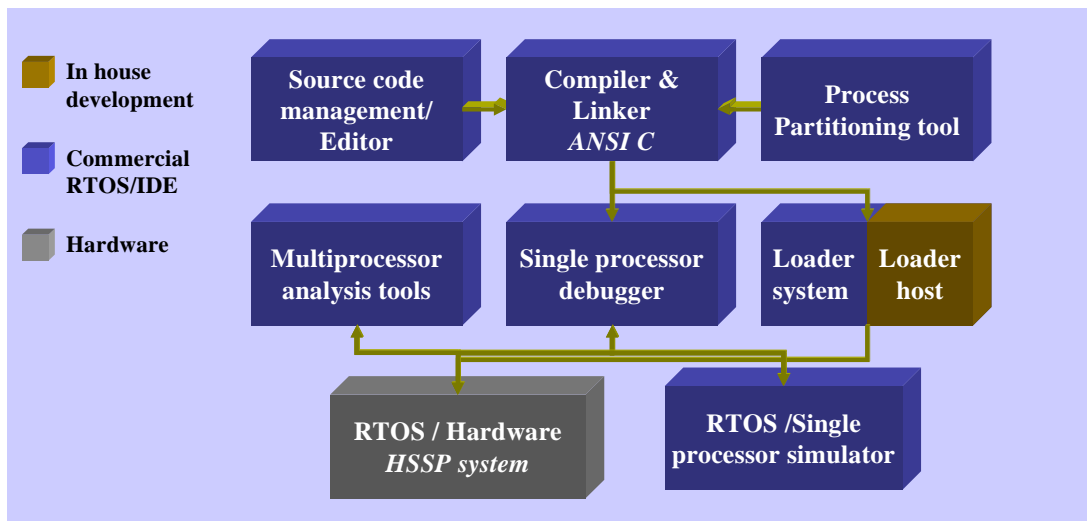 In house
development
Commercial
RTOS/IDE
Hardware
Source code
management/
Editor
Compiler &
Linker
ANSI C
Process
Partitioning tool
Multiprocessor
analysis tools
Single processor
debugger
Loader
system
Loader
host
RTOS / Hardware
HSSP system
RTOS /Single
processor simulator